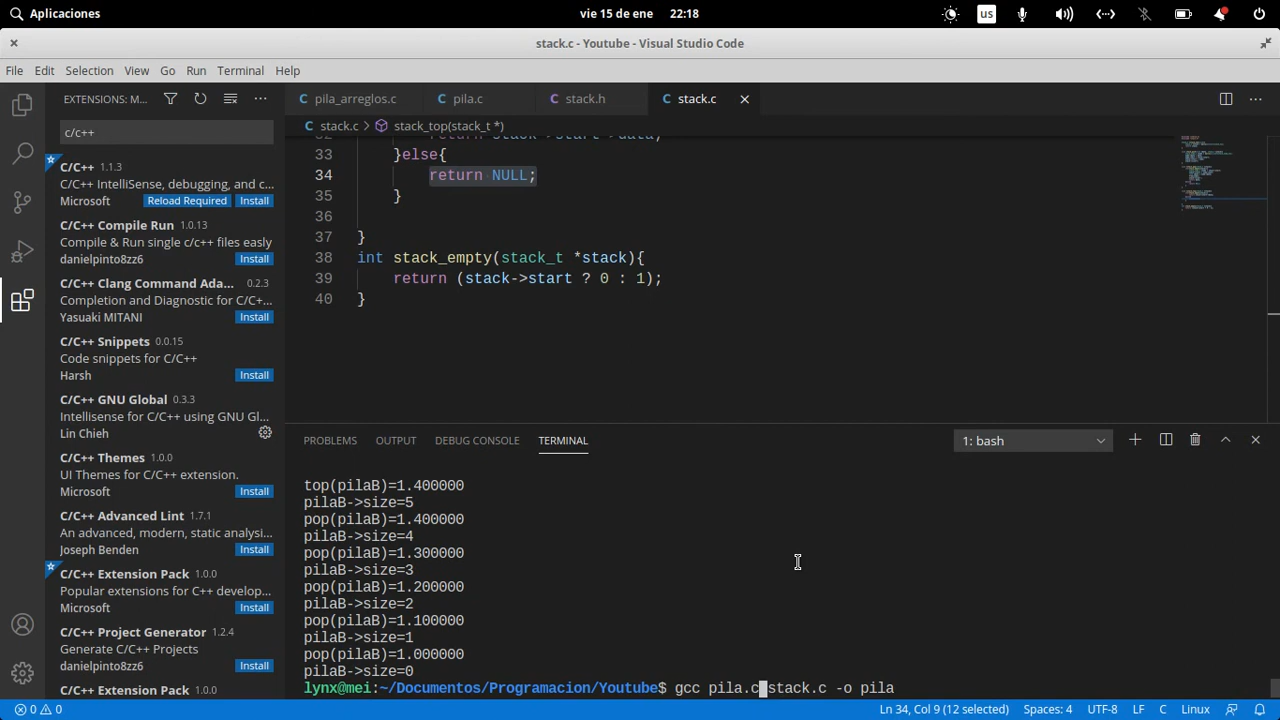 Aplicaciones
vie 15 de ene 22:18
us
stack.c - Youtube - Visual Studio Code
File Edit Selection View Go Run Terminal Help
EXTENSIONS: M...
c/c++
C/C++ 1.1.3
C/C++ IntelliSense, debugging, and c...
Microsoft Reload Required Install
C/C++ Compile Run 1.0.13
Compile & Run single c/c++ files easly
danielpinto8zz6 Install
C/C++ Clang Command Ada... 0.2.3
Completion and Diagnostic for C/C+...
Yasuaki MITANI Install
C/C++ Snippets 0.0.15
Code snippets for C/C++
Harsh Install
C/C++ GNU Global 0.3.3
Intellisense for C/C++ using GNU Gl...
Lin Chieh
C/C++ Themes 1.0.0
UI Themes for C/C++ extension.
Microsoft Install
C/C++ Advanced Lint 1.7.1
An advanced, modern, static analysi...
Joseph Benden Install
C/C++ Extension Pack 1.0.0
Popular extensions for C++ develop...
Microsoft Install
C/C++ Project Generator 1.2.4
Generate C/C++ Projects
danielpinto8zz6 Install
C/C++ Extension Pack 1.0.0
pila_arreglos.c pila.c stack.h stack.c
stack.c > stack_top(stack_t *)
32 return stack->start->data;
33 }else{
34 return NULL;
35 }
36
37 }
38 int stack_empty(stack_t *stack){
39 return (stack->start ? 0 : 1);
40 }
PROBLEMS OUTPUT DEBUG CONSOLE TERMINAL 1: bash
top(pilaB)=1.400000
pilaB->size=5
pop(pilaB)=1.400000
pilaB->size=4
pop(pilaB)=1.300000
pilaB->size=3
pop(pilaB)=1.200000
pilaB->size=2
pop(pilaB)=1.100000
pilaB->size=1
pop(pilaB)=1.000000
pilaB->size=0
lynx@mei:~/Documentos/Programacion/Youtube$ gcc pila.c stack.c -o pila
0 0 Ln 34, Col 9 (12 selected) Spaces: 4 UTF-8 LF C Linux